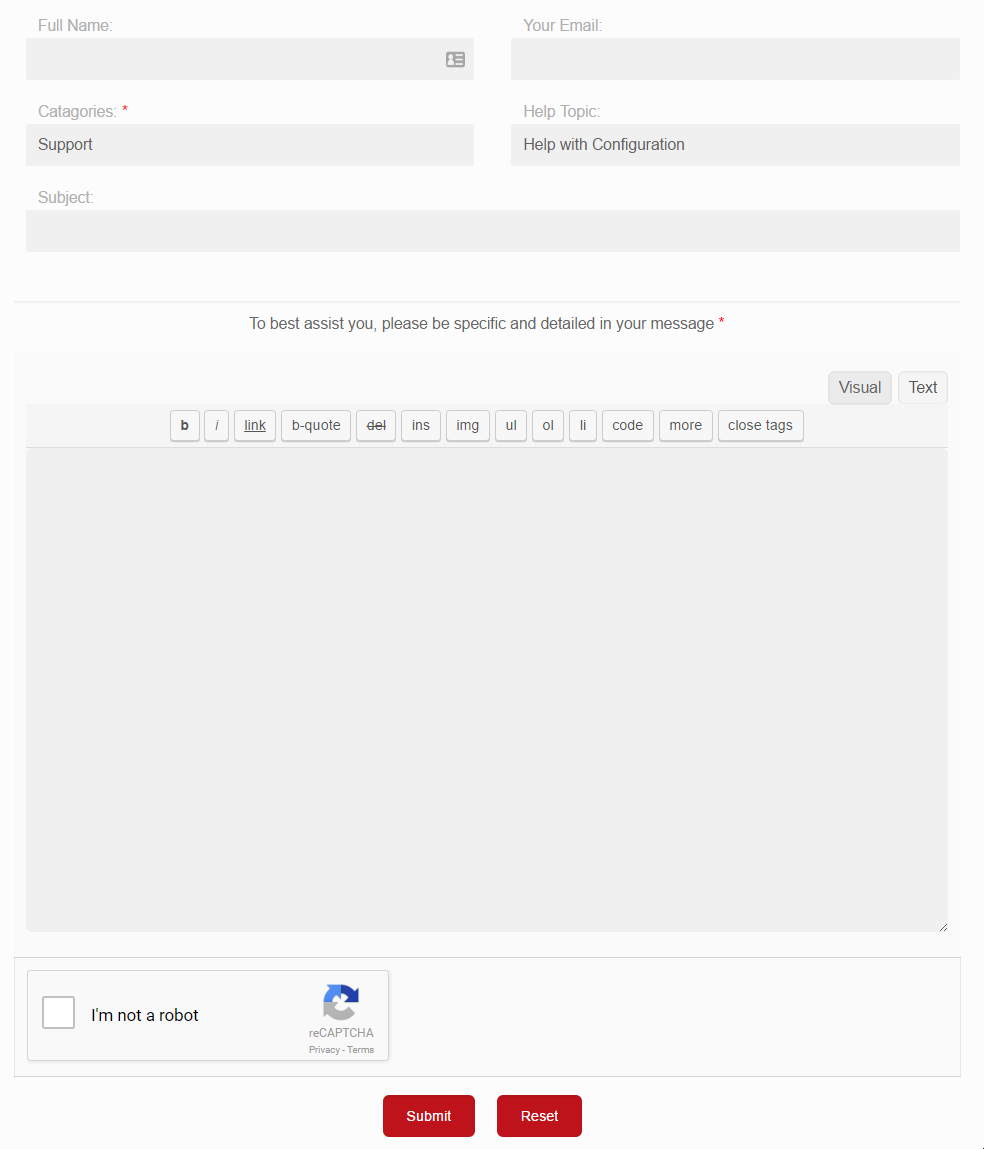 Full Name:
Your Email:
Catagories: *
Help Topic:
Support
Help with Configuration
Subject:
To best assist you, please be specific and detailed in your message *
Visual
Text
b
i
link
b-quote
del
ins
img
ul
ol
li
code
more
close tags
I'm not a robot
reCAPTCHA
Privacy - Terms
Submit
Reset